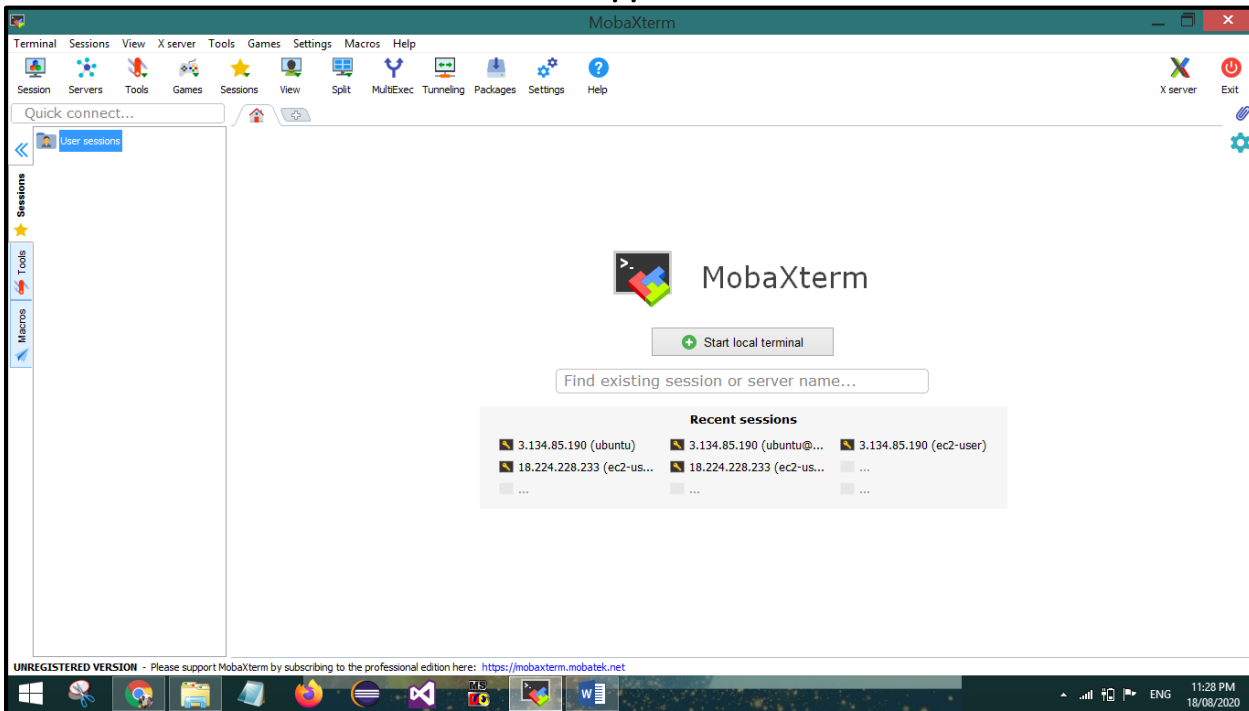 MobaXterm
Terminal Sessions View X server Tools Games Settings Macros Help
Session Servers Tools Games Sessions View Split MultiExec Tunneling Packages Settings Help X server Exit
Quick connect...
User sessions
Sessions
Tools
Macros
>_
MobaXterm
Start local terminal
Find existing session or server name...
Recent sessions
3.134.85.190 (ubuntu) 3.134.85.190 (ubuntu@... 3.134.85.190 (ec2-user)
18.224.228.233 (ec2-us... 18.224.228.233 (ec2-us... ...
... ... ...
UNREGISTERED VERSION - Please support MobaXterm by subscribing to the professional edition here: https://mobaxterm.mobatek.net
MS
ENG 11:28 PM
18/08/2020